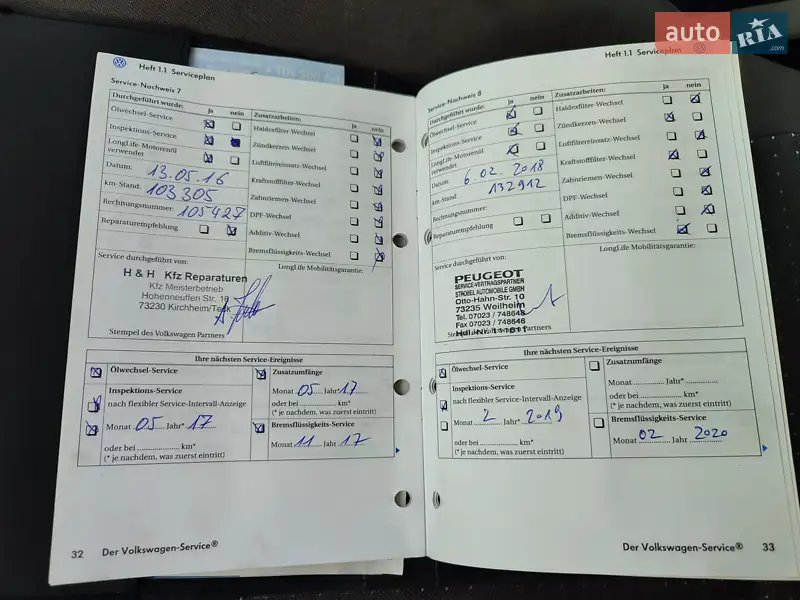 auto RIA .com
Heft 1.1 Serviceplan
Service-Nachweis 7
Durchgeführt wurde: ja nein
Ölwechsel-Service
Inspektions-Service
LongLife-Motorenöl
verwendet
Datum: 13.05.16
km-Stand: 103305
Rechnungsnummer: 105427
Reparaturempfehlung
Zusatzarbeiten: ja nein
Haldexfilter-Wechsel
Zündkerzen-Wechsel
Luftfiltereinsatz-Wechsel
Kraftstofffilter-Wechsel
Zahnriemen-Wechsel
DPF-Wechsel
Additiv-Wechsel
Bremsflüssigkeits-Wechsel
Service durchgeführt von:
LongLife Mobilitätsgarantie:
H & H Kfz Reparaturen
Kfz Meisterbetrieb
Hohenneuffen Str. 16
73230 Kirchheim/Teck
Stempel des Volkswagen Partners
Ihre nächsten Service-Ereignisse
Ölwechsel-Service
Inspektions-Service
nach flexibler Service-Intervall-Anzeige
Monat 05 Jahr* 17
oder bei km*
(* je nachdem, was zuerst eintritt)
Zusatzumfänge
Monat 05 Jahr* 17
oder bei km*
(* je nachdem, was zuerst eintritt)
Bremsflüssigkeits-Service
Monat 11 Jahr 17
32 Der Volkswagen-Service®
Heft 1.1 Serviceplan
Service-Nachweis 8
Durchgeführt wurde: ja nein
Ölwechsel-Service
Inspektions-Service
LongLife-Motorenöl
verwendet
Datum: 6.02.2018
km-Stand: 132912
Rechnungsnummer:
Reparaturempfehlung
Zusatzarbeiten: ja nein
Haldexfilter-Wechsel
Zündkerzen-Wechsel
Luftfiltereinsatz-Wechsel
Kraftstofffilter-Wechsel
Zahnriemen-Wechsel
DPF-Wechsel
Additiv-Wechsel
Bremsflüssigkeits-Wechsel
Service durchgeführt von:
LongLife Mobilitätsgarantie:
PEUGEOT
SERVICE-VERTRAGSPARTNER
STROBEL AUTOMOBILE GMBH
Otto-Hahn-Str. 10
73235 Weilheim
Tel. 07023 / 748645
Fax 07023 / 748646
Stempel des Volkswagen Partners
Ihre nächsten Service-Ereignisse
Ölwechsel-Service
Inspektions-Service
nach flexibler Service-Intervall-Anzeige
Monat 2 Jahr* 2019
oder bei km*
(* je nachdem, was zuerst eintritt)
Zusatzumfänge
Monat Jahr*
oder bei km*
(* je nachdem, was zuerst eintritt)
Bremsflüssigkeits-Service
Monat 02 Jahr 2020
Der Volkswagen-Service® 33